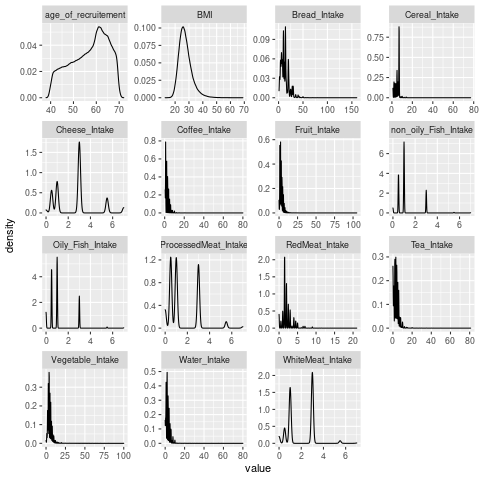 age_of_recruitement BMI Bread_Intake Cereal_Intake
0.04 0.02 0.00 0.100 0.075 0.050 0.025 0.000 0.09 0.06 0.03 0.00 0.75 0.50 0.25 0.00
40 50 60 70 20 30 40 50 60 70 0 50 100 150 0 20 40 60 80
Cheese_Intake Coffee_Intake Fruit_Intake non_oily_Fish_Intake
1.5 1.0 0.5 0.0 0.8 0.6 0.4 0.2 0.0 0.6 0.4 0.2 0.0 6 4 2 0
0 2 4 6 0 20 40 60 80 0 25 50 75 100 0 2 4 6
density
Oily_Fish_Intake ProcessedMeat_Intake RedMeat_Intake Tea_Intake
4 2 0 1.2 0.8 0.4 0.0 2.0 1.5 1.0 0.5 0.0 0.3 0.2 0.1 0.0
0 2 4 6 0 2 4 6 0 5 10 15 20 0 20 40 60 80
Vegetable_Intake Water_Intake WhiteMeat_Intake
0.3 0.2 0.1 0.0 0.5 0.4 0.3 0.2 0.1 0.0 2.0 1.5 1.0 0.5 0.0
0 25 50 75 100 0 20 40 60 80 0 2 4 6
value